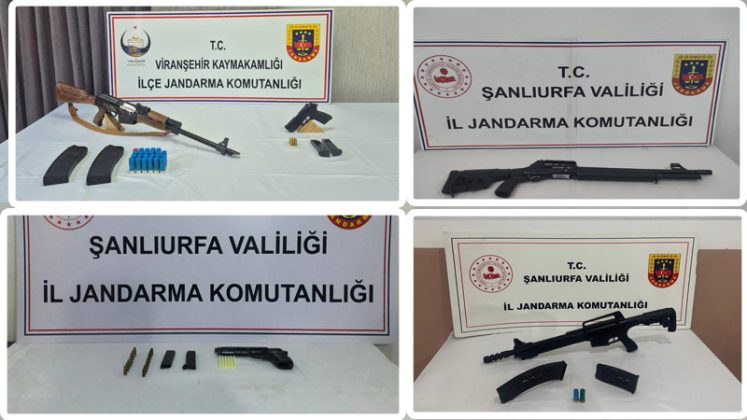 T.C.
VİRANŞEHİR KAYMAKAMLIĞI
İLÇE JANDARMA KOMUTANLIĞI
T.C.
ŞANLIURFA VALİLİĞİ
İL JANDARMA KOMUTANLIĞI
ŞANLIURFA VALİLİĞİ
İL JANDARMA KOMUTANLIĞI
T.C.
ŞANLIURFA VALİLİĞİ
İL JANDARMA KOMUTANLIĞI